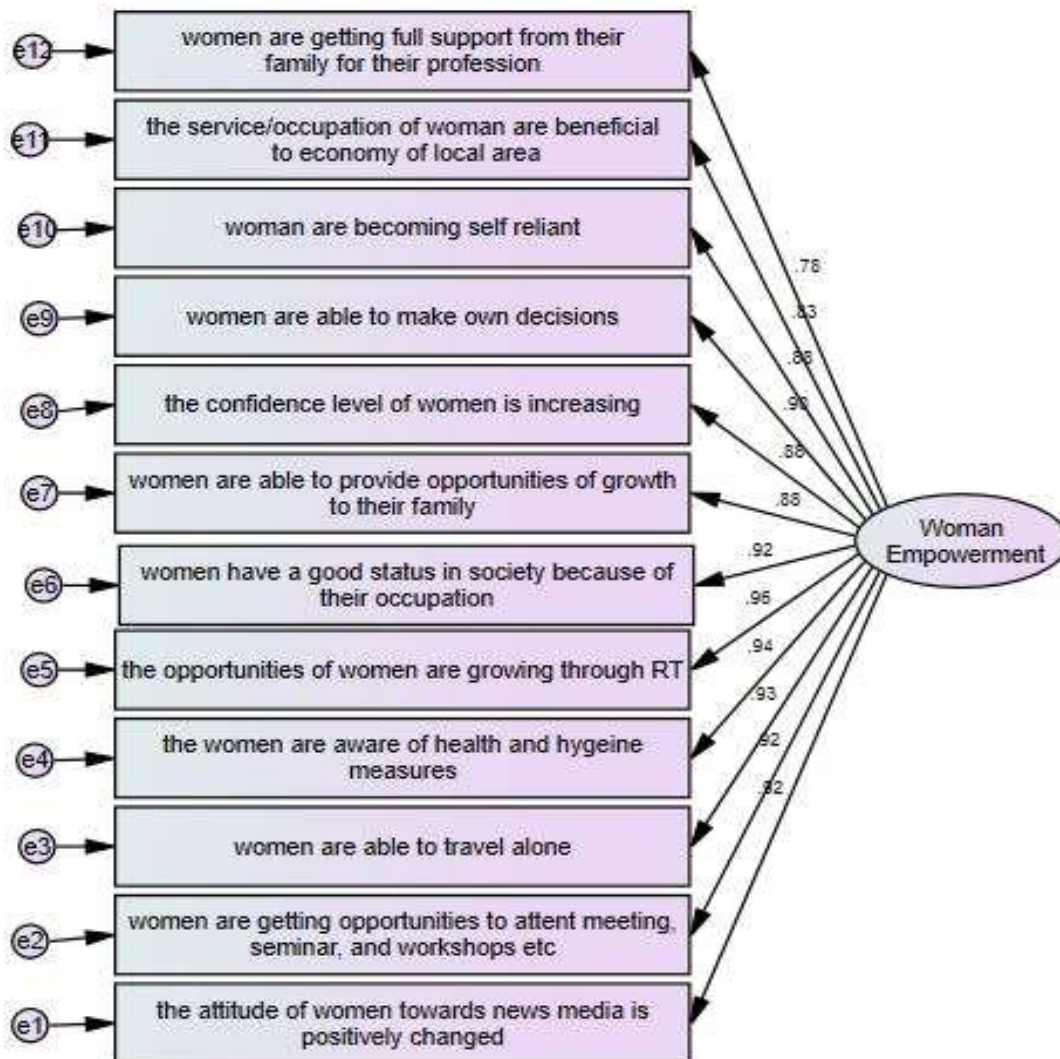 e12
women are getting full support from their
family for their profession
e11
the service/occupation of woman are beneficial
to economy of local area
e10
woman are becoming self reliant
e9
women are able to make own decisions
e8
the confidence level of women is increasing
e7
women are able to provide opportunities of growth
to their family
e6
women have a good status in society because of
their occupation
e5
the opportunities of women are growing through RT
e4
the women are aware of health and hygeine
measures
e3
women are able to travel alone
e2
women are getting opportunities to attent meeting,
seminar, and workshops etc
e1
the attitude of women towards news media is
positively changed
.78
.83
.88
.88
.92
.94
.93
.92
.92
Woman
Empowerment